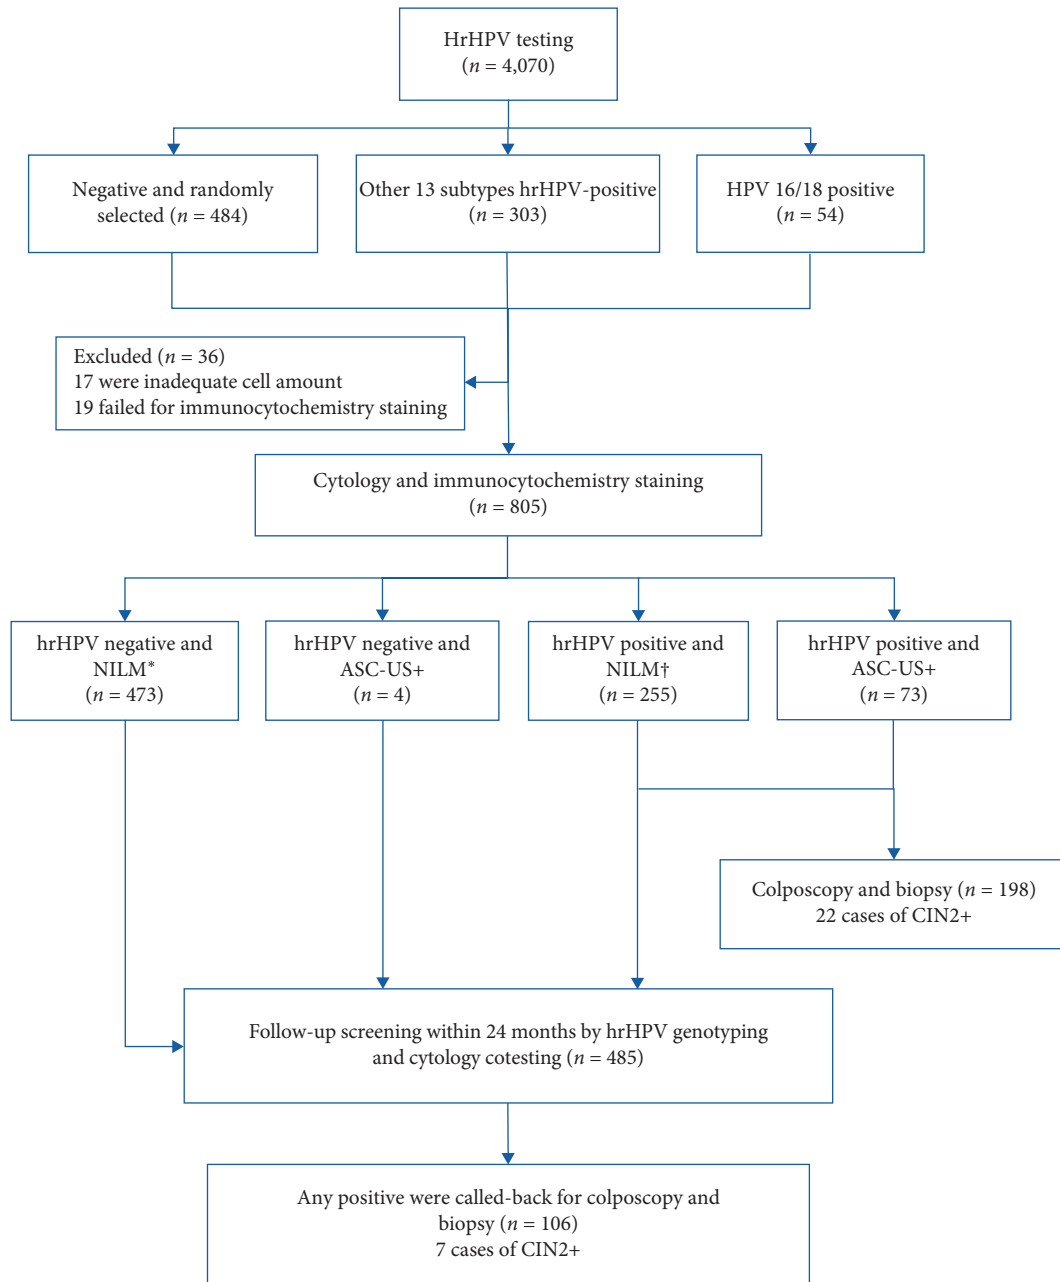 HrHPV testing
(n = 4,070)
Negative and randomly
selected (n = 484)
Other 13 subtypes hrHPV-positive
(n = 303)
HPV 16/18 positive
(n = 54)
Excluded (n = 36)
17 were inadequate cell amount
19 failed for immunocytochemistry staining
Cytology and immunocytochemistry staining
(n = 805)
hrHPV negative and
NILM*
(n = 473)
hrHPV negative and
ASC-US+
(n = 4)
hrHPV positive and
NILM†
(n = 255)
hrHPV positive and
ASC-US+
(n = 73)
Colposcopy and biopsy (n = 198)
22 cases of CIN2+
Follow-up screening within 24 months by hrHPV genotyping
and cytology cotesting (n = 485)
Any positive were called-back for colposcopy and
biopsy (n = 106)
7 cases of CIN2+